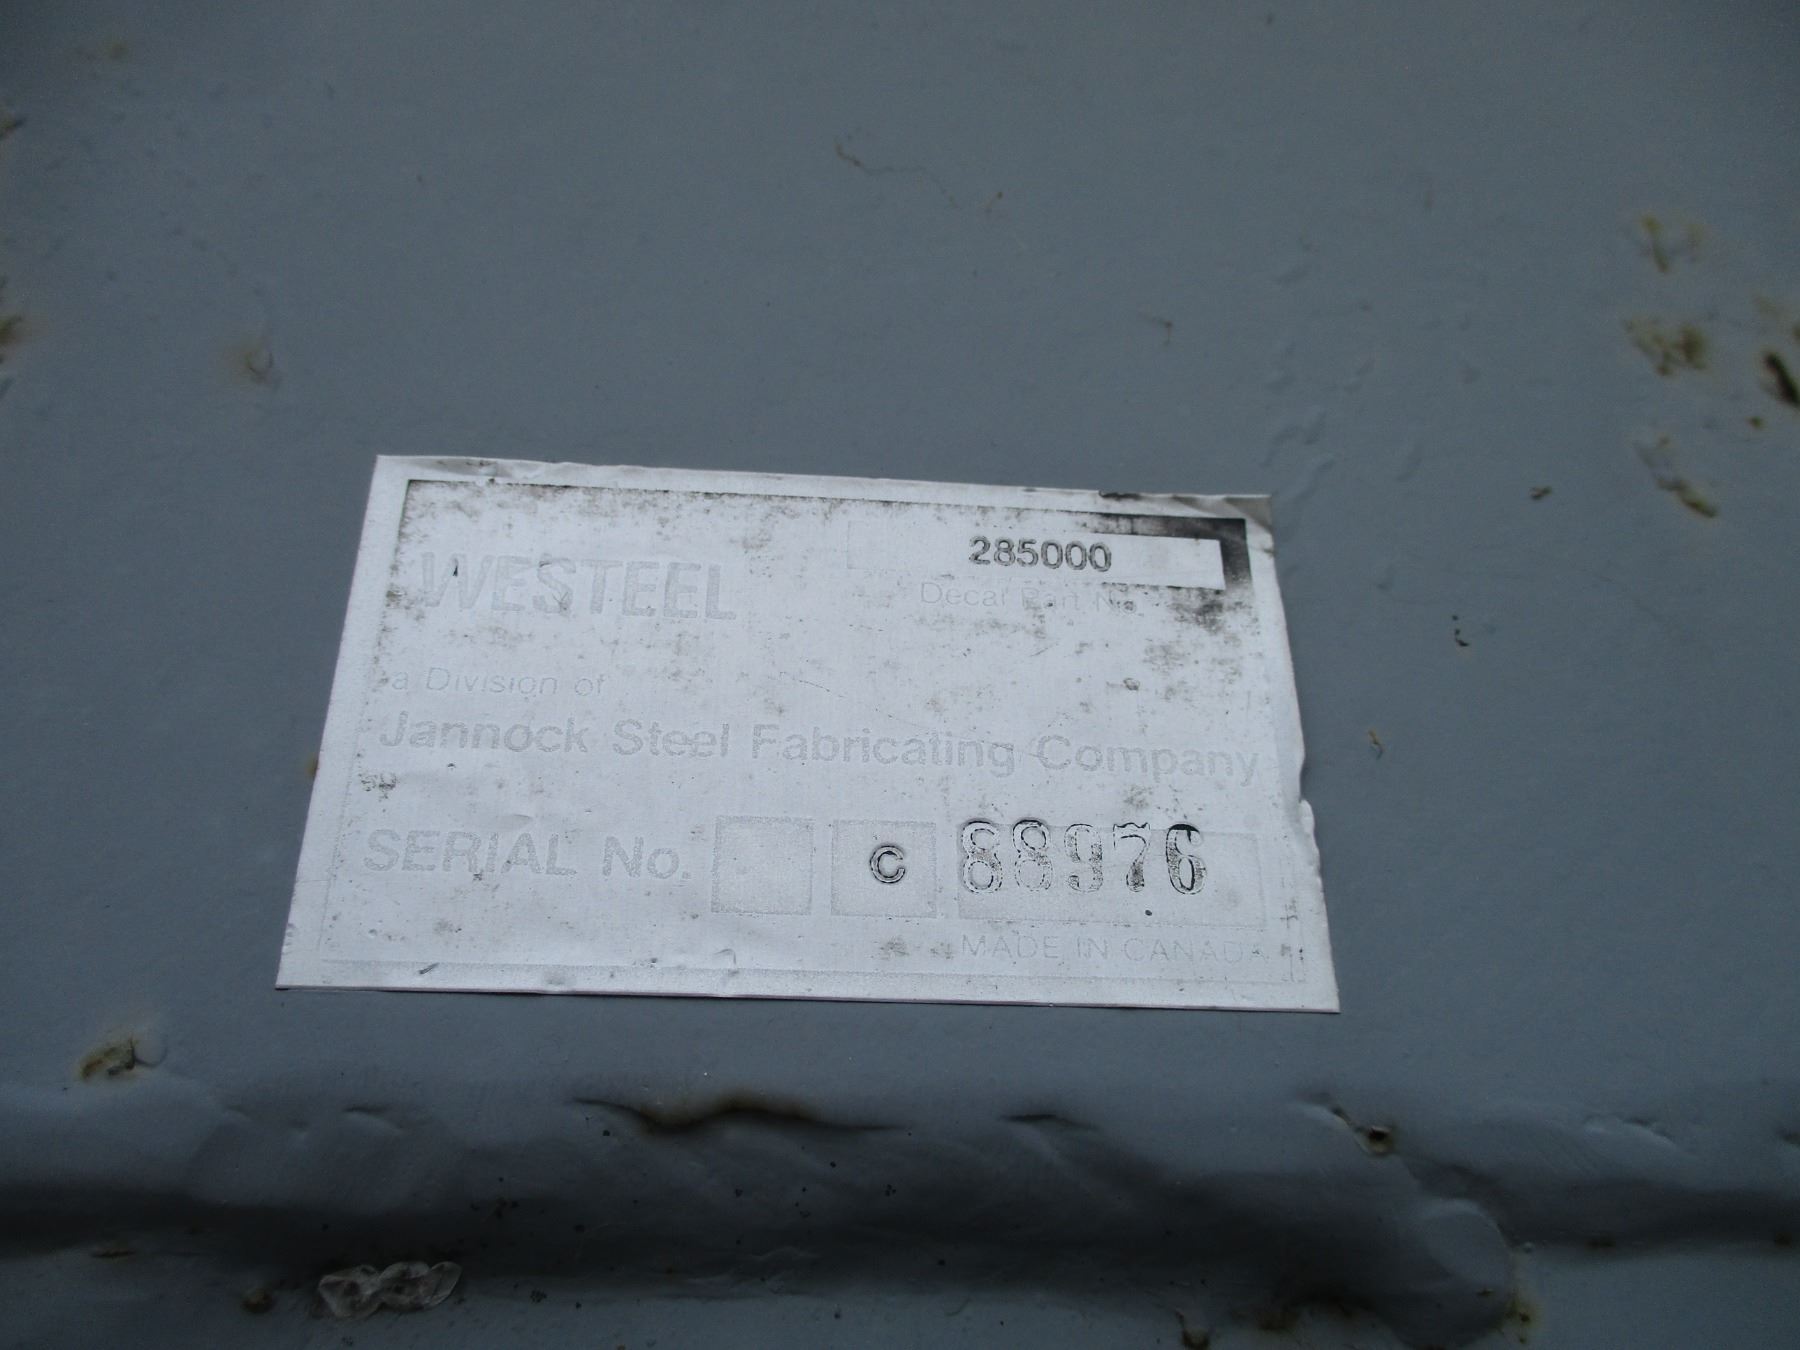 WESTEEL
285000
Decal Part No.
a Division of
Jannock Steel Fabricating Company
SERIAL No. C 88976
MADE IN CANADA